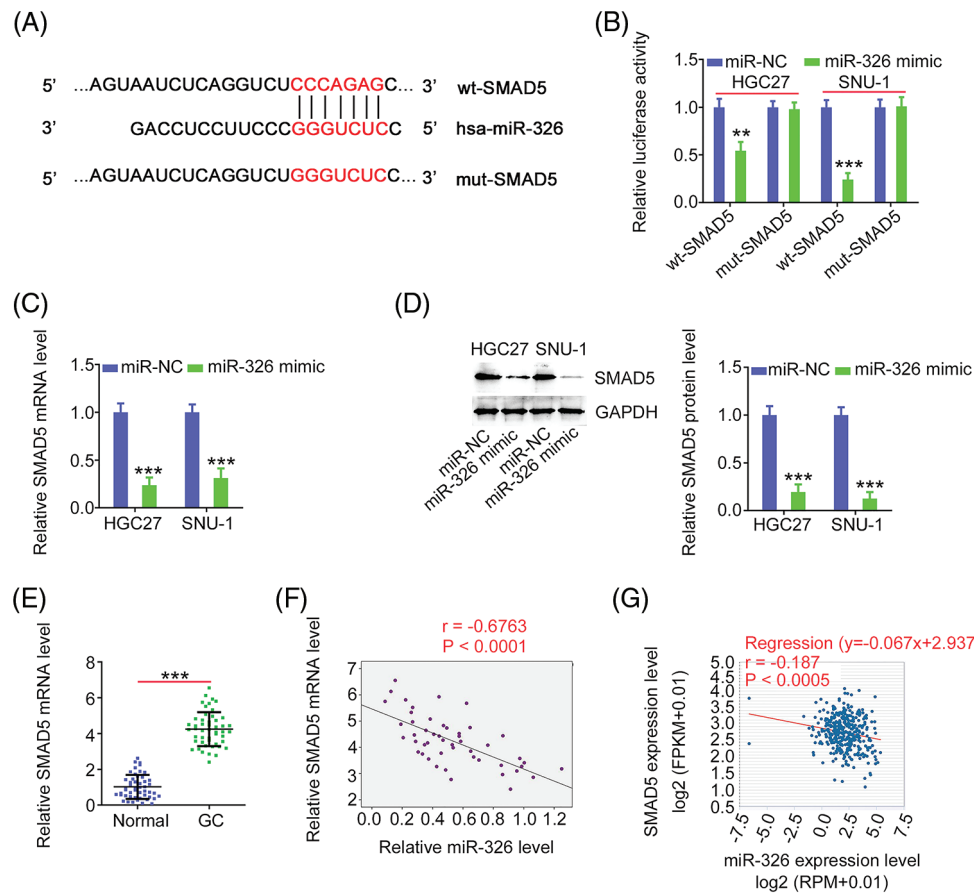 (A)
5’ ...AGUAAUCUCAGGUCUCCCAGAGC... 3’ wt-SMAD5
3’ GACCUCCUUCCCGGGUCUCC 5’ hsa-miR-326
5’ ...AGUAAUCUCAGGUCUGGGUCUC... 3’ mut-SMAD5
(B)
Relative luciferase activity
miR-NC miR-326 mimic
HGC27 SNU-1
1.5
1.0
0.5
0.0
** ***
wt-SMAD5 mut-SMAD5 wt-SMAD5 mut-SMAD5
(C)
Relative SMAD5 mRNA level
miR-NC miR-326 mimic
1.5
1.0
0.5
0.0
*** ***
HGC27 SNU-1
(D)
HGC27 SNU-1
SMAD5
GAPDH
miR-NC miR-326 mimic miR-NC miR-326 mimic
Relative SMAD5 protein level
miR-NC miR-326 mimic
1.5
1.0
0.5
0.0
*** ***
HGC27 SNU-1
(E)
Relative SMAD5 mRNA level
8
6
4
2
0
***
Normal GC
(F)
r = -0.6763
P < 0.0001
Relative SMAD5 mRNA level
7
6
5
4
3
2
0.0 0.2 0.4 0.6 0.8 1.0 1.2
Relative miR-326 level
(G)
Regression (y=-0.067x+2.937
r = -0.187
P < 0.0005
SMAD5 expression level
log2 (FPKM+0.01)
5.0
4.5
4.0
3.5
3.0
2.5
2.0
1.5
1.0
0.5
-7.5 -5.0 -2.5 0.0 2.5 5.0 7.5
miR-326 expression level
log2 (RPM+0.01)